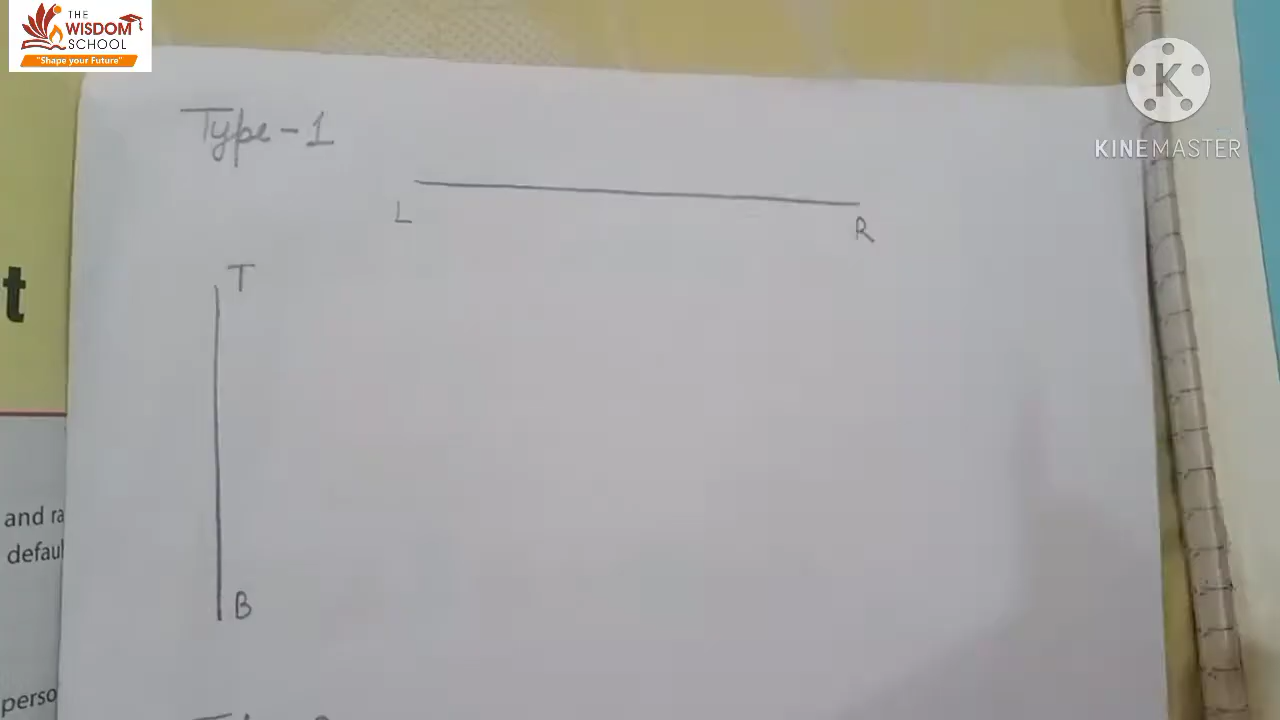 THE
WISDOM
SCHOOL
"Shape your Future"
K
KINEMASTER
Type-1
L
R
T
B
t
and ra
defaul
perso